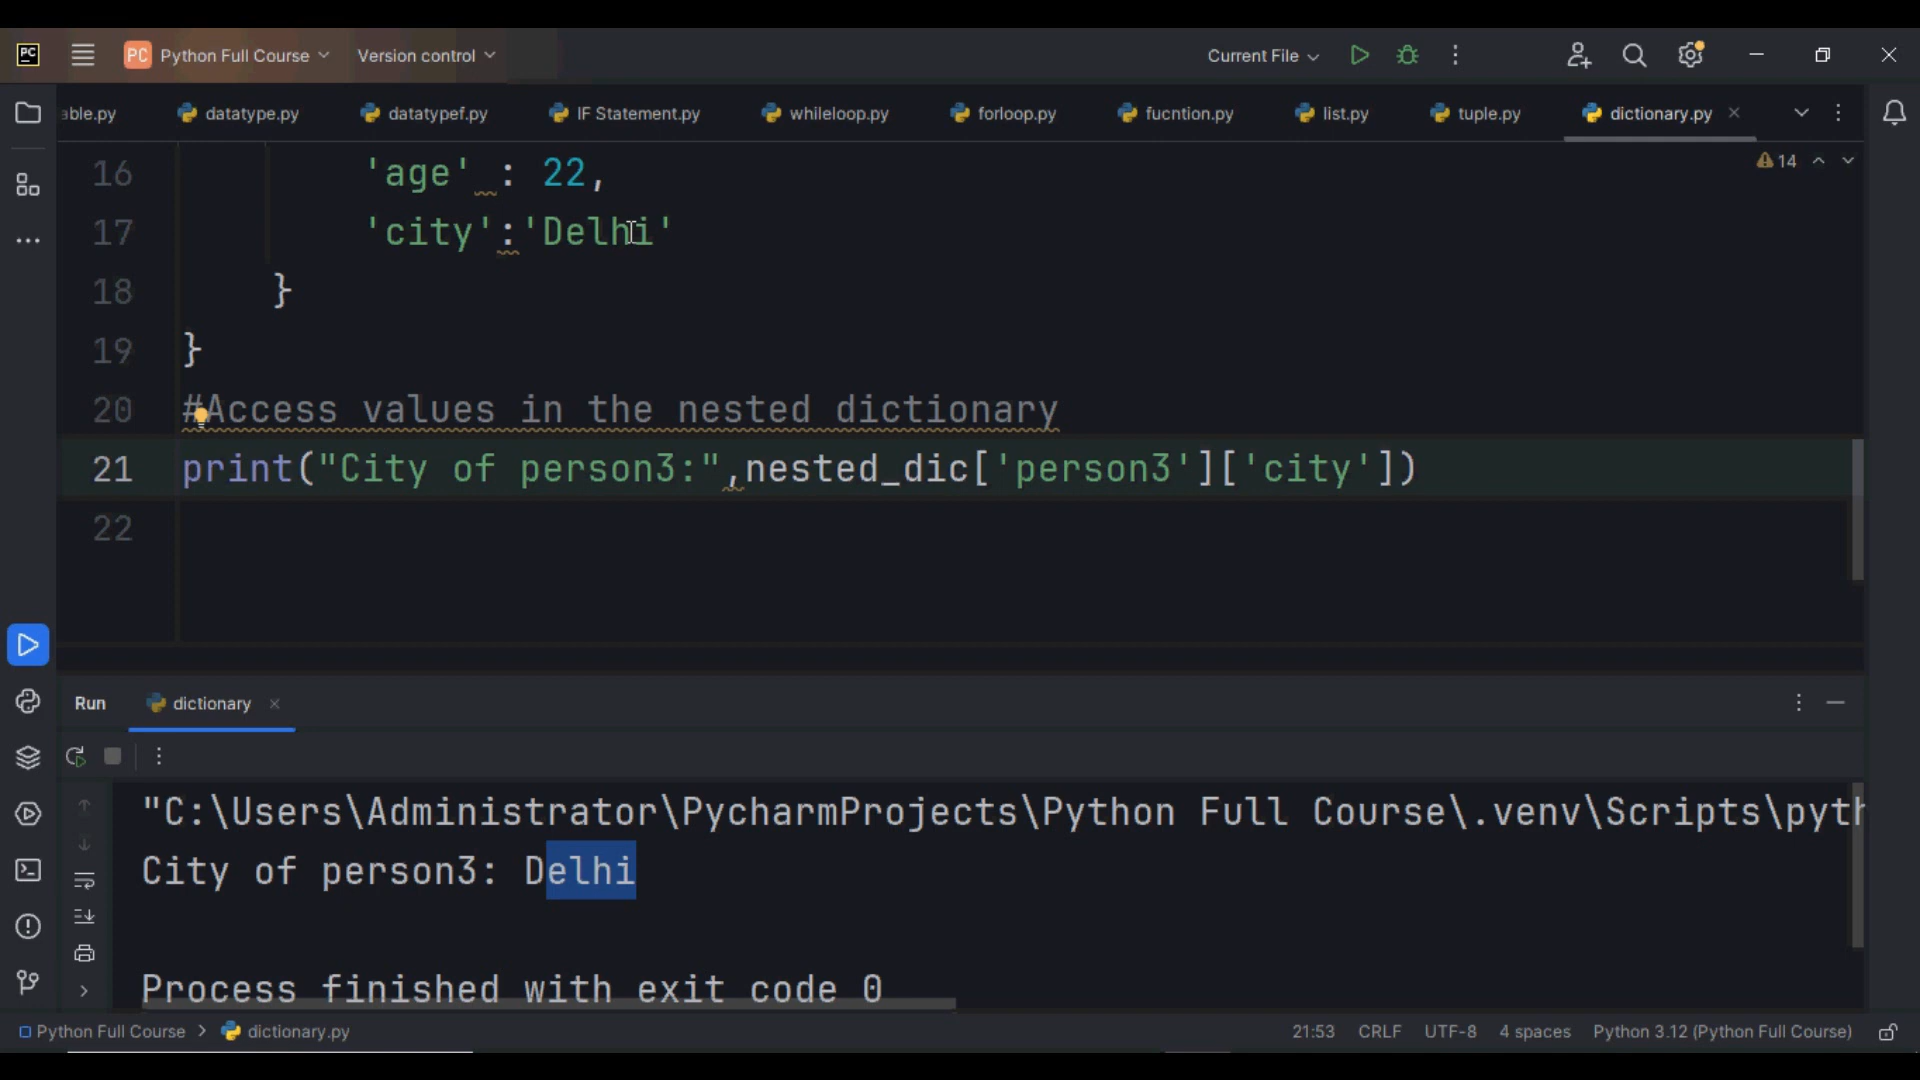 PC
PC Python Full Course Version control Current File
able.py datatype.py datatypef.py IF Statement.py whileloop.py forloop.py fucntion.py list.py tuple.py dictionary.py
14
16 'age' : 22,
17 'city':'Delhi'
18 }
19 }
20 #Access values in the nested dictionary
21 print("City of person3:",nested_dic['person3']['city'])
22
Run dictionary
"C:\Users\Administrator\PycharmProjects\Python Full Course\.venv\Scripts\pyth
City of person3: Delhi
Process finished with exit code 0
Python Full Course > dictionary.py 21:53 CRLF UTF-8 4 spaces Python 3.12 (Python Full Course)